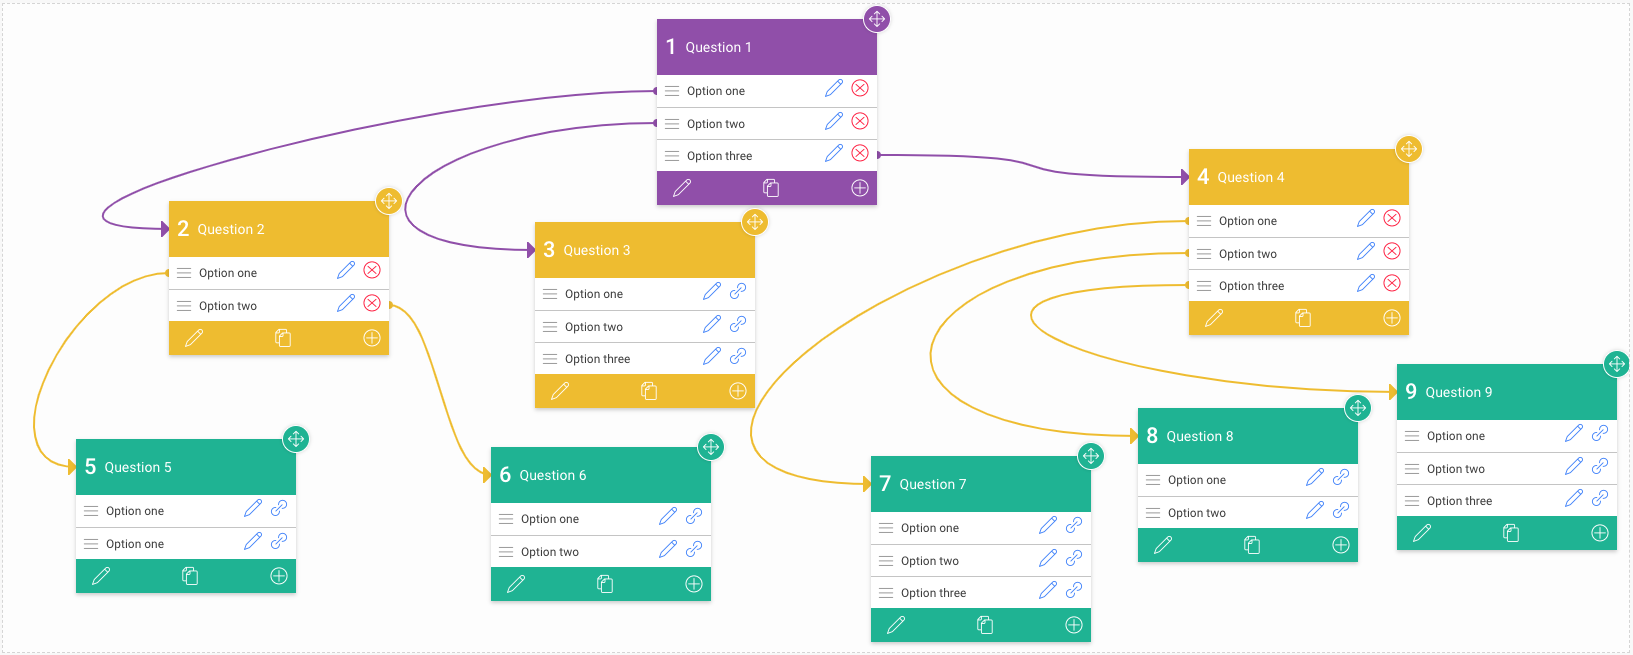 1 Question 1
Option one
Option two
Option three
2 Question 2
Option one
Option two
3 Question 3
Option one
Option two
Option three
4 Question 4
Option one
Option two
Option three
5 Question 5
Option one
Option one
6 Question 6
Option one
Option two
7 Question 7
Option one
Option two
Option three
8 Question 8
Option one
Option two
9 Question 9
Option one
Option two
Option three